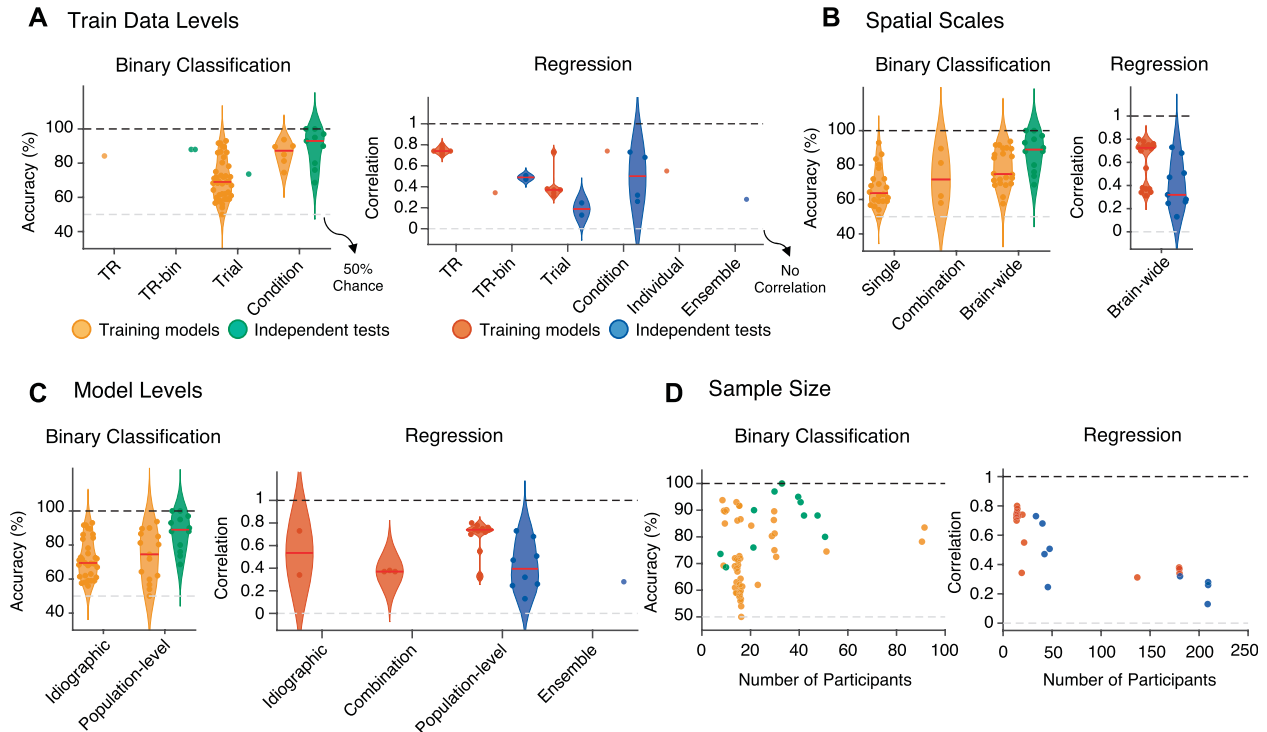 A Train Data Levels
Binary Classification
Regression
Accuracy (%)
100
80
60
40
TR
TR-bin
Trial
Condition
50%
Chance
Correlation
1
0.8
0.6
0.4
0.2
0
TR
TR-bin
Trial
Condition
Individual
Ensemble
No
Correlation
Training models
Independent tests
Training models
Independent tests
B Spatial Scales
Binary Classification
Regression
Accuracy (%)
100
80
60
40
Single
Combination
Brain-wide
Correlation
1
0.8
0.6
0.4
0.2
0
Brain-wide
C Model Levels
Binary Classification
Regression
Accuracy (%)
100
80
60
40
Idiographic
Population-level
Correlation
1
0.8
0.6
0.4
0.2
0
Idiographic
Combination
Population-level
Ensemble
D Sample Size
Binary Classification
Regression
Accuracy (%)
100
90
80
70
60
50
0 20 40 60 80 100
Number of Participants
Correlation
1
0.8
0.6
0.4
0.2
0
0 50 100 150 200 250
Number of Participants